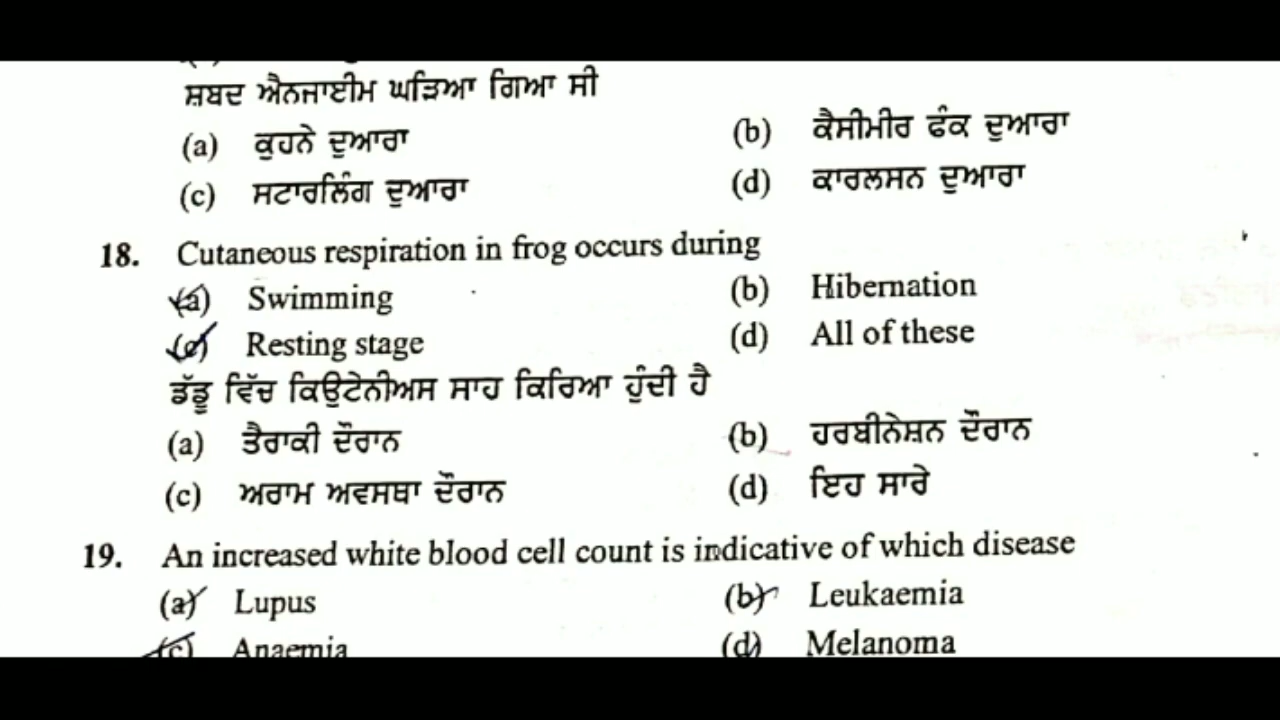 ਸ਼ਬਦ ਐਨਜਾਈਮ ਘੜਿਆ ਗਿਆ ਸੀ
(a) ਕੁਹਨੇ ਦੁਆਰਾ (b) ਕੈਸੀਮੀਰ ਫੰਕ ਦੁਆਰਾ
(c) ਸਟਾਰਲਿੰਗ ਦੁਆਰਾ (d) ਕਾਰਲਸਨ ਦੁਆਰਾ
18. Cutaneous respiration in frog occurs during
(a) Swimming (b) Hibernation
(c) Resting stage (d) All of these
ਡੱਡੂ ਵਿੱਚ ਕਿਉਟੇਨੀਅਸ ਸਾਹ ਕਿਰਿਆ ਹੁੰਦੀ ਹੈ
(a) ਤੈਰਾਕੀ ਦੌਰਾਨ (b) ਹਰਬੀਨੇਸ਼ਨ ਦੌਰਾਨ
(c) ਅਰਾਮ ਅਵਸਥਾ ਦੌਰਾਨ (d) ਇਹ ਸਾਰੇ
19. An increased white blood cell count is indicative of which disease
(a) Lupus (b) Leukaemia
(c) Anaemia (d) Melanoma